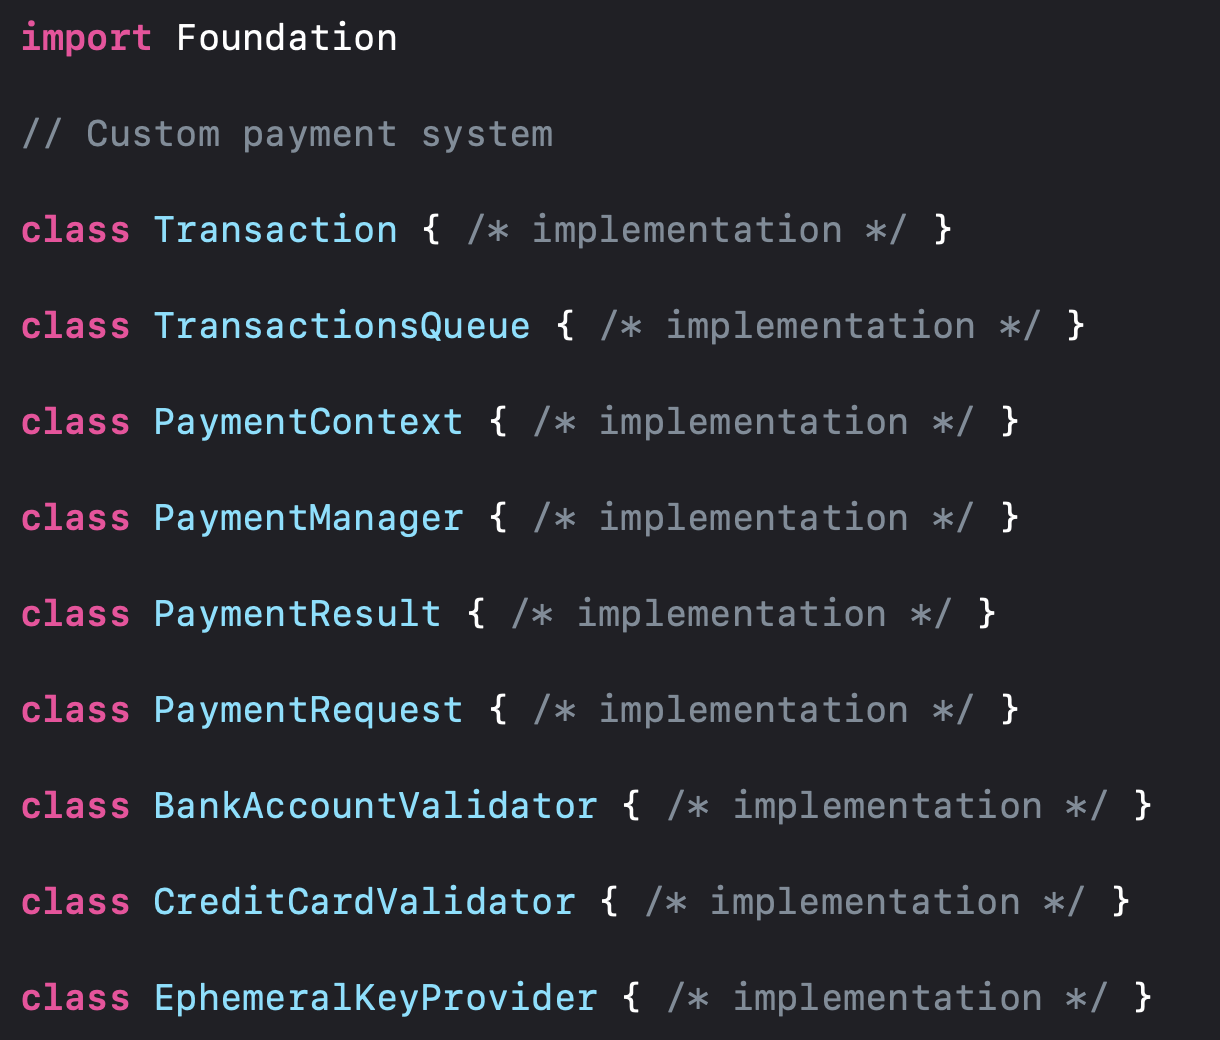 import Foundation
// Custom payment system
class Transaction { /* implementation */ }
class TransactionsQueue { /* implementation */ }
class PaymentContext { /* implementation */ }
class PaymentManager { /* implementation */ }
class PaymentResult { /* implementation */ }
class PaymentRequest { /* implementation */ }
class BankAccountValidator { /* implementation */ }
class CreditCardValidator { /* implementation */ }
class EphemeralKeyProvider { /* implementation */ }